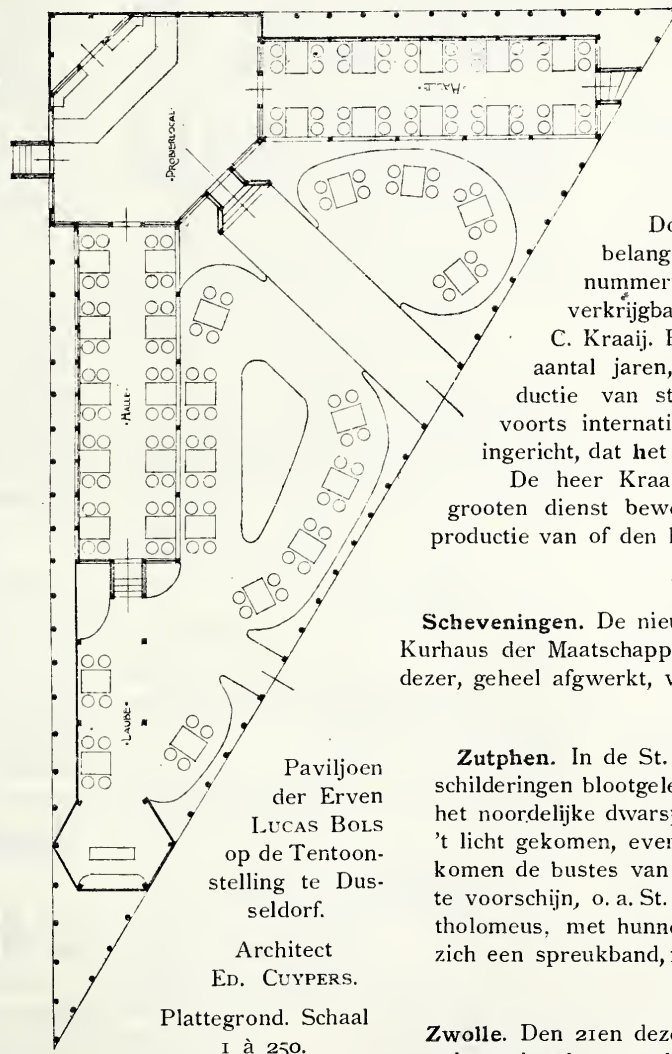 ·PROBIERLOCAL·
·HALLE·
·HALLE·
·LAUBE·
Paviljoen
der Erven
LUCAS BOLS
op de Tentoon-
stelling te Dus-
seldorf.
Architect
ED. CUYPERS.
Plattegrond. Schaal
1 à 250.
Do
belang
nummer
verkrijgba
C. Kraaij. E
aantal jaren,
ductie van st
voorts internati
ingericht, dat het
De heer Kraa
grooten dienst bewe
productie van of den
Scheveningen. De nieu
Kurhaus der Maatschapp
dezer, geheel afgwerkt, v
Zutphen. In de St.
schilderingen blootgele
het noordelijke dwars
't licht gekomen, ever
komen de bustes van
te voorschijn, o. a. St.
tholomeus, met hunne
zich een spreukband,
Zwolle. Den 21en deze